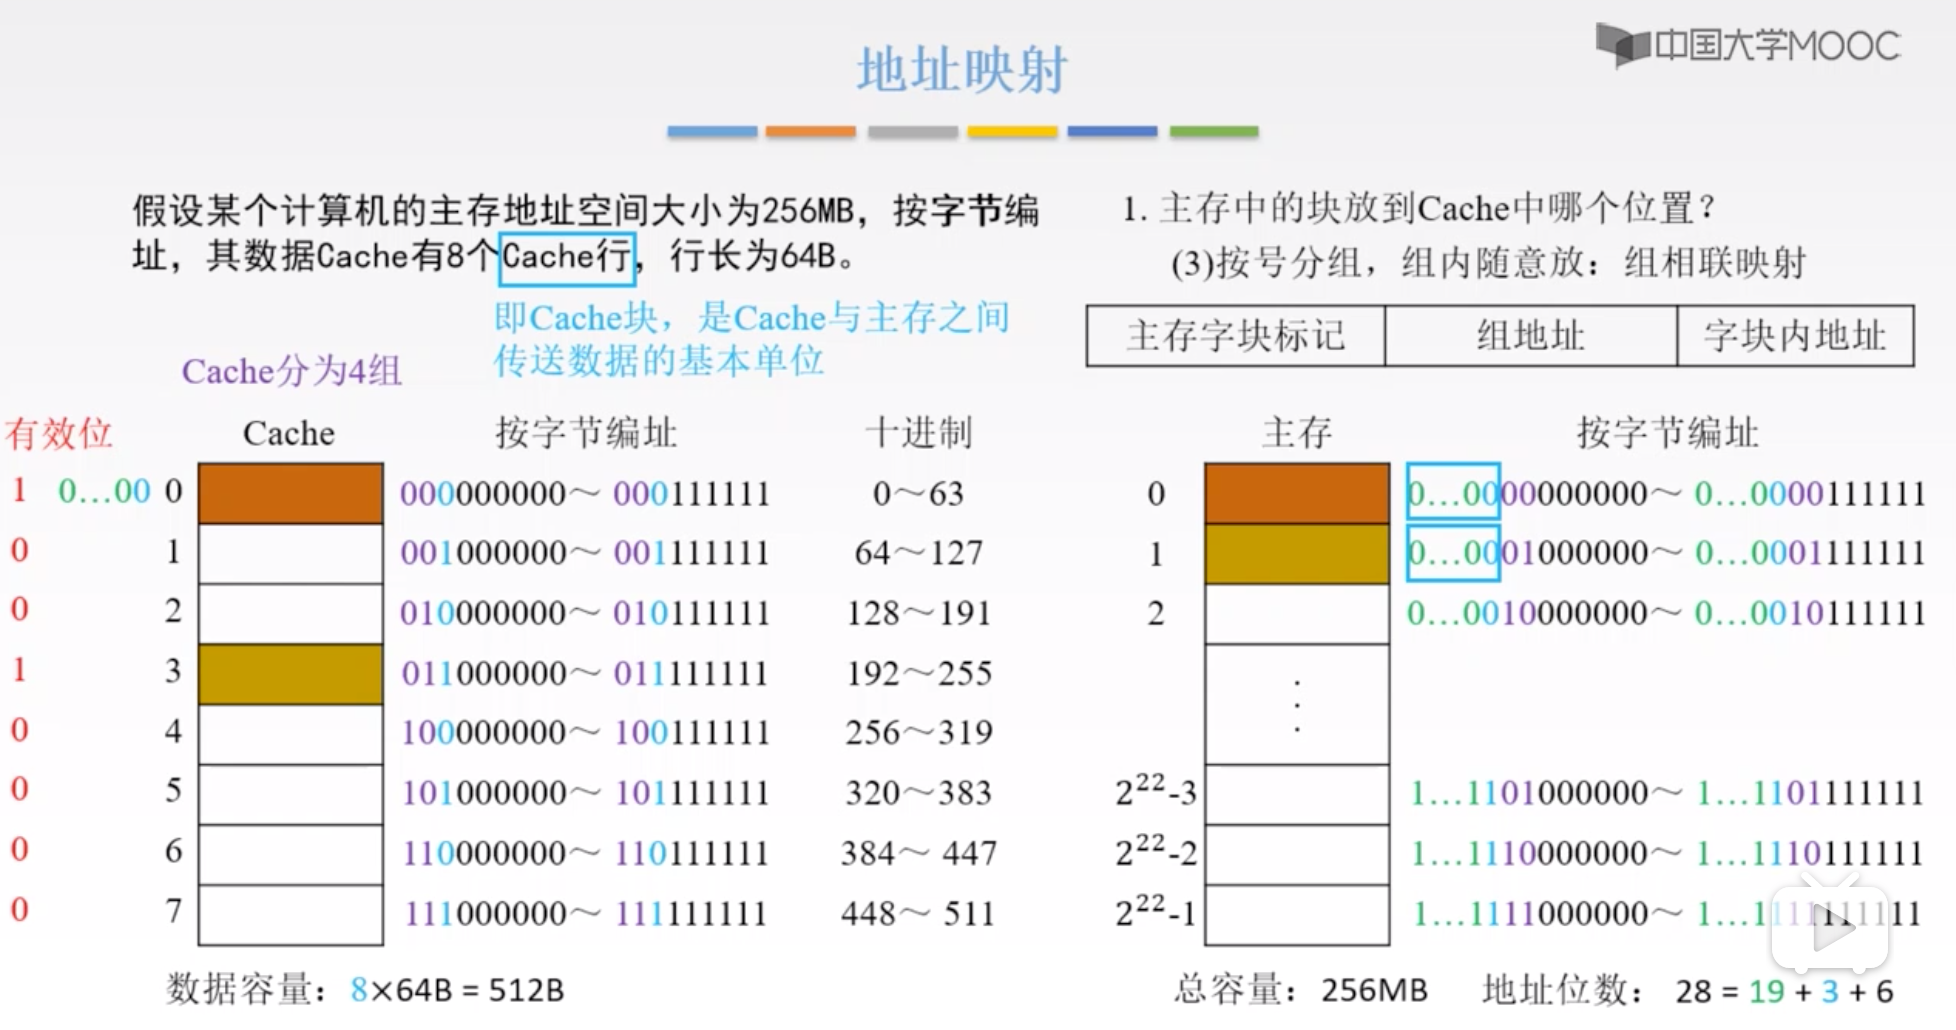 中国大学MOOC
地址映射
假设某个计算机的主存地址空间大小为256MB，按字节编
址，其数据Cache有8个Cache行，行长为64B。
即Cache块，是Cache与主存之间
传送数据的基本单位
1. 主存中的块放到Cache中哪个位置？
(3)按号分组，组内随意放：组相联映射
主存字块标记 组地址 字块内地址
Cache分为4组
有效位 Cache 按字节编址 十进制 主存 按字节编址
1 0…00 0 000000000～ 000111111 0～63 0 0…0000000000～ 0…0000111111
0 1 001000000～ 001111111 64～127 1 0…0001000000～ 0…0001111111
0 2 010000000～ 010111111 128～191 2 0…0010000000～ 0…0010111111
1 3 011000000～ 011111111 192～255
0 4 100000000～ 100111111 256～319
0 5 101000000～ 101111111 320～383 2²²-3 1…1101000000～ 1…1101111111
0 6 110000000～ 110111111 384～ 447 2²²-2 1…1110000000～ 1…1110111111
0 7 111000000～ 111111111 448～ 511 2²²-1 1…1111000000～ 1…1111111111
数据容量：8×64B = 512B 总容量：256MB 地址位数： 28 = 19 + 3 + 6